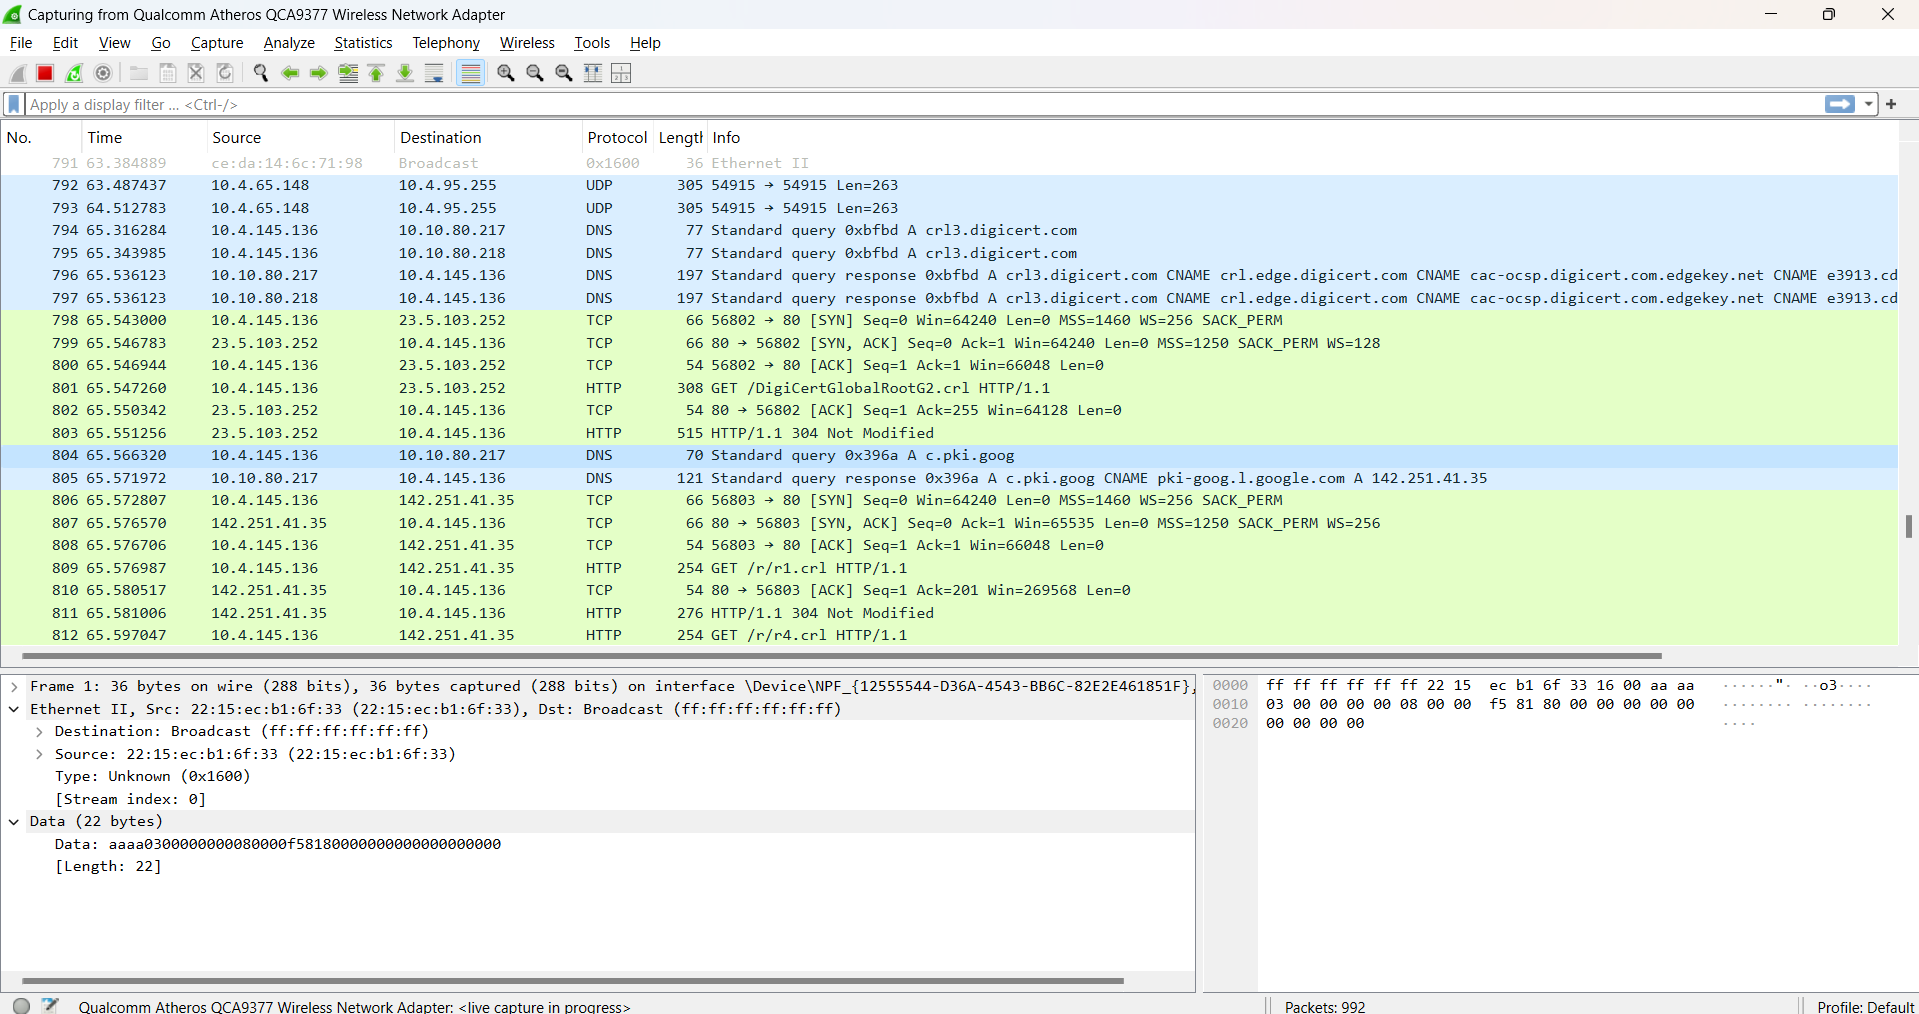 Capturing from Qualcomm Atheros QCA9377 Wireless Network Adapter
File Edit View Go Capture Analyze Statistics Telephony Wireless Tools Help
Apply a display filter ... <Ctrl-/>
No. Time Source Destination Protocol Length Info
791 63.384889 ce:da:14:6c:71:98 Broadcast 0x1600 36 Ethernet II
792 63.487437 10.4.65.148 10.4.95.255 UDP 305 54915 → 54915 Len=263
793 64.512783 10.4.65.148 10.4.95.255 UDP 305 54915 → 54915 Len=263
794 65.316284 10.4.145.136 10.10.80.217 DNS 77 Standard query 0xbfbd A crl3.digicert.com
795 65.343985 10.4.145.136 10.10.80.218 DNS 77 Standard query 0xbfbd A crl3.digicert.com
796 65.536123 10.10.80.217 10.4.145.136 DNS 197 Standard query response 0xbfbd A crl3.digicert.com CNAME crl.edge.digicert.com CNAME cac-ocsp.digicert.com.edgekey.net CNAME e3913.cd
797 65.536123 10.10.80.218 10.4.145.136 DNS 197 Standard query response 0xbfbd A crl3.digicert.com CNAME crl.edge.digicert.com CNAME cac-ocsp.digicert.com.edgekey.net CNAME e3913.cd
798 65.543000 10.4.145.136 23.5.103.252 TCP 66 56802 → 80 [SYN] Seq=0 Win=64240 Len=0 MSS=1460 WS=256 SACK_PERM
799 65.546783 23.5.103.252 10.4.145.136 TCP 66 80 → 56802 [SYN, ACK] Seq=0 Ack=1 Win=64240 Len=0 MSS=1250 SACK_PERM WS=128
800 65.546944 10.4.145.136 23.5.103.252 TCP 54 56802 → 80 [ACK] Seq=1 Ack=1 Win=66048 Len=0
801 65.547260 10.4.145.136 23.5.103.252 HTTP 308 GET /DigiCertGlobalRootG2.crl HTTP/1.1
802 65.550342 23.5.103.252 10.4.145.136 TCP 54 80 → 56802 [ACK] Seq=1 Ack=255 Win=64128 Len=0
803 65.551256 23.5.103.252 10.4.145.136 HTTP 515 HTTP/1.1 304 Not Modified
804 65.566320 10.4.145.136 10.10.80.217 DNS 70 Standard query 0x396a A c.pki.goog
805 65.571972 10.10.80.217 10.4.145.136 DNS 121 Standard query response 0x396a A c.pki.goog CNAME pki-goog.l.google.com A 142.251.41.35
806 65.572807 10.4.145.136 142.251.41.35 TCP 66 56803 → 80 [SYN] Seq=0 Win=64240 Len=0 MSS=1460 WS=256 SACK_PERM
807 65.576570 142.251.41.35 10.4.145.136 TCP 66 80 → 56803 [SYN, ACK] Seq=0 Ack=1 Win=65535 Len=0 MSS=1250 SACK_PERM WS=256
808 65.576706 10.4.145.136 142.251.41.35 TCP 54 56803 → 80 [ACK] Seq=1 Ack=1 Win=66048 Len=0
809 65.576987 10.4.145.136 142.251.41.35 HTTP 254 GET /r/r1.crl HTTP/1.1
810 65.580517 142.251.41.35 10.4.145.136 TCP 54 80 → 56803 [ACK] Seq=1 Ack=201 Win=269568 Len=0
811 65.581006 142.251.41.35 10.4.145.136 HTTP 276 HTTP/1.1 304 Not Modified
812 65.597047 10.4.145.136 142.251.41.35 HTTP 254 GET /r/r4.crl HTTP/1.1
Frame 1: 36 bytes on wire (288 bits), 36 bytes captured (288 bits) on interface \Device\NPF_{12555544-D36A-4543-BB6C-82E2E461851F},
Ethernet II, Src: 22:15:ec:b1:6f:33 (22:15:ec:b1:6f:33), Dst: Broadcast (ff:ff:ff:ff:ff:ff)
Destination: Broadcast (ff:ff:ff:ff:ff:ff)
Source: 22:15:ec:b1:6f:33 (22:15:ec:b1:6f:33)
Type: Unknown (0x1600)
[Stream index: 0]
Data (22 bytes)
Data: aaaa0300000000080000f58180000000000000000000
[Length: 22]
0000 ff ff ff ff ff ff 22 15 ec b1 6f 33 16 00 aa aa ······"· ··o3····
0010 03 00 00 00 00 08 00 00 f5 81 80 00 00 00 00 00 ········ ········
0020 00 00 00 00 ····
Qualcomm Atheros QCA9377 Wireless Network Adapter: <live capture in progress> Packets: 992 Profile: Default